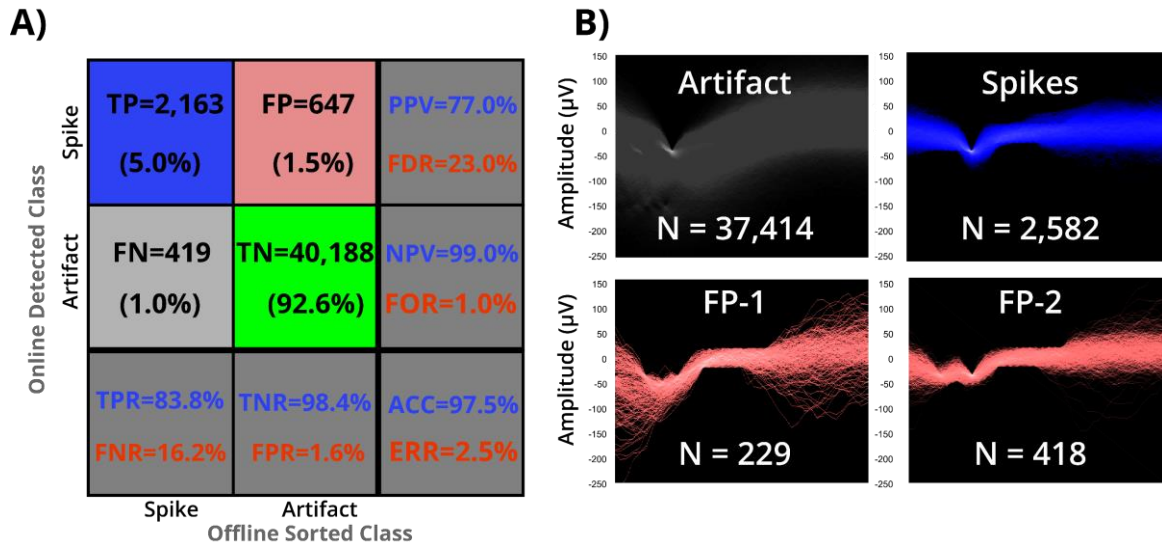 A)
TP=2,163
(5.0%)
FP=647
(1.5%)
PPV=77.0%
FDR=23.0%
FN=419
(1.0%)
TN=40,188
(92.6%)
NPV=99.0%
FOR=1.0%
TPR=83.8%
FNR=16.2%
TNR=98.4%
FPR=1.6%
ACC=97.5%
ERR=2.5%
Online Detected Class
Spike
Artifact
Spike
Artifact
Offline Sorted Class
B)
Amplitude (µV)
150
100
50
0
-50
-100
-150
-200
-250
Artifact
N = 37,414
150
100
50
0
-50
-100
-150
-200
-250
Spikes
N = 2,582
Amplitude (µV)
150
100
50
0
-50
-100
-150
-200
-250
FP-1
N = 229
150
100
50
0
-50
-100
-150
-200
-250
FP-2
N = 418